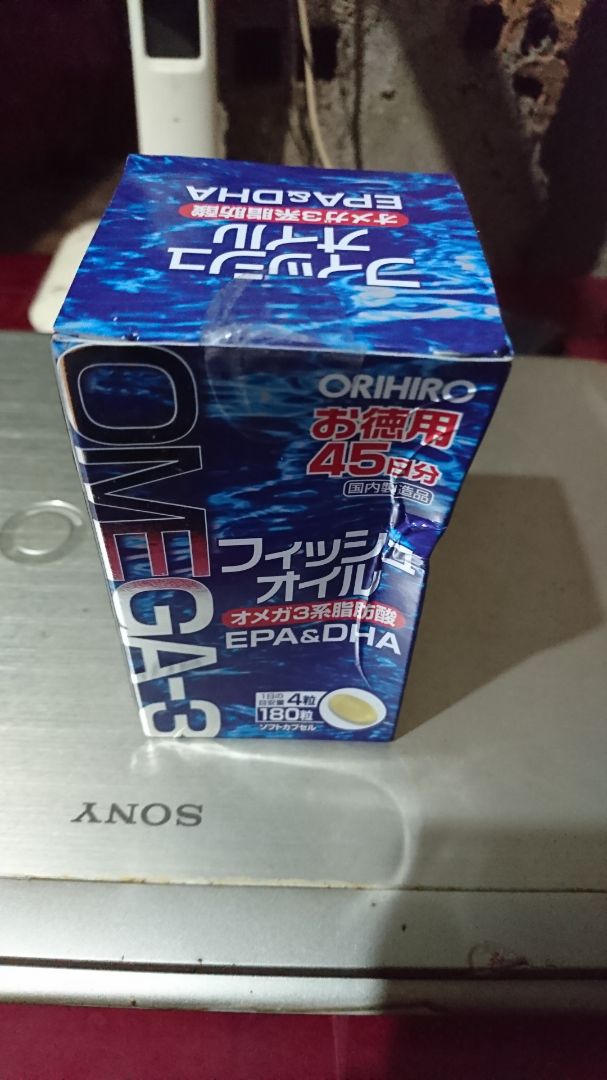 フィッシュ
オイル
オメガ3系脂肪酸
EPA&DHA
OMEGA-3
ORIHIRO
お徳用
45日分
国内製造品
フィッシュ
オイル
オメガ3系脂肪酸
EPA&DHA
1日の
目安量 4粒
180粒
ソフトカプセル
SONY